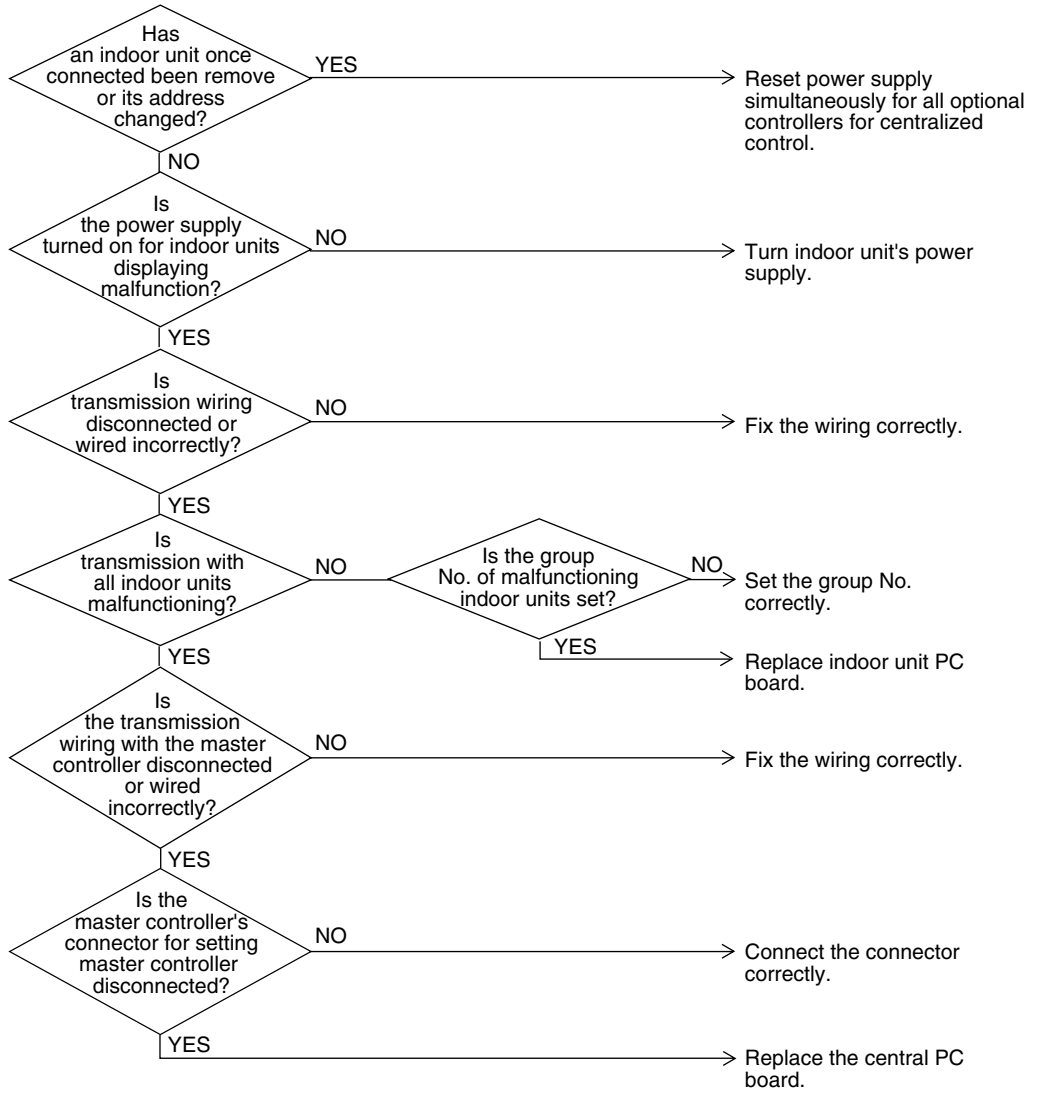 Has
an indoor unit once
connected been remove
or its address
changed?
YES
Reset power supply
simultaneously for all optional
controllers for centralized
control.
NO
Is
the power supply
turned on for indoor units
displaying
malfunction?
NO
Turn indoor unit's power
supply.
YES
Is
transmission wiring
disconnected or
wired incorrectly?
NO
Fix the wiring correctly.
YES
Is
transmission with
all indoor units
malfunctioning?
NO
Is the group
No. of malfunctioning
indoor units set?
NO
Set the group No.
correctly.
YES
Replace indoor unit PC
board.
YES
Is
the transmission
wiring with the master
controller disconnected
or wired
incorrectly?
NO
Fix the wiring correctly.
YES
Is the
master controller's
connector for setting
master controller
disconnected?
NO
Connect the connector
correctly.
YES
Replace the central PC
board.